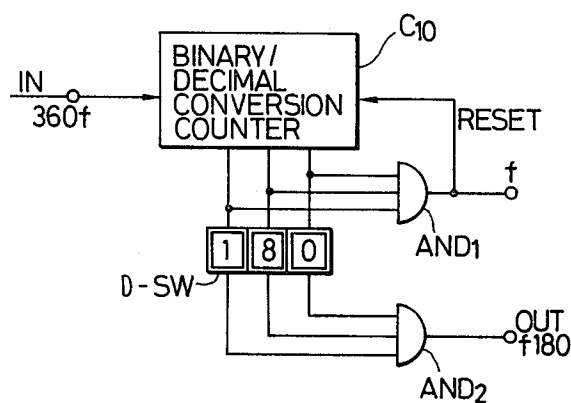 C10
BINARY/
DECIMAL
CONVERSION
COUNTER
IN
360f
RESET
f
AND1
1 8 0
D-SW
OUT
f180
AND2